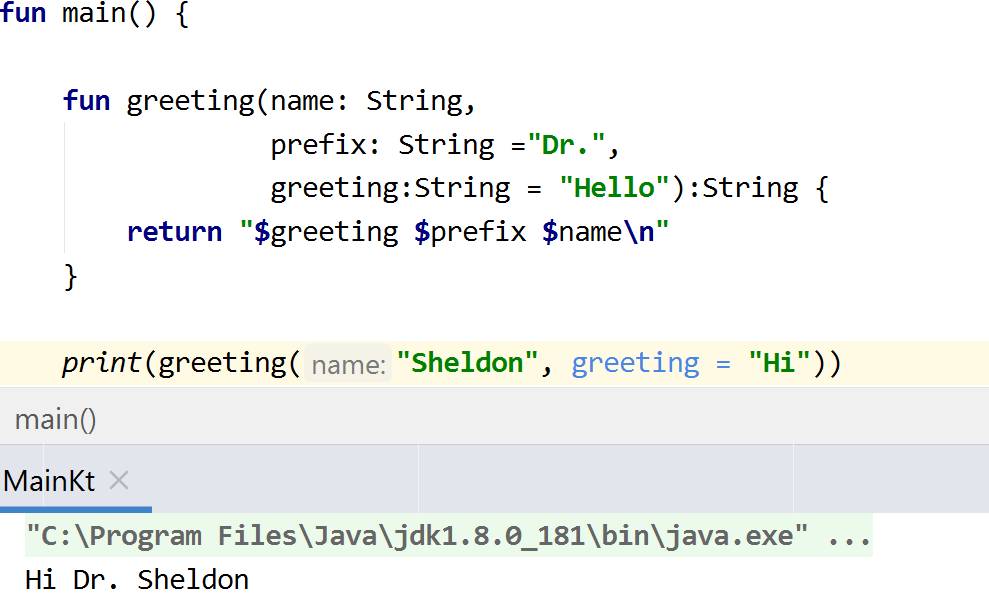 fun main() {
fun greeting(name: String,
prefix: String ="Dr.",
greeting:String = "Hello"):String {
return "$greeting $prefix $name\n"
}
print(greeting( name: "Sheldon", greeting = "Hi"))
main()
MainKt ×
"C:\Program Files\Java\jdk1.8.0_181\bin\java.exe" ...
Hi Dr. Sheldon